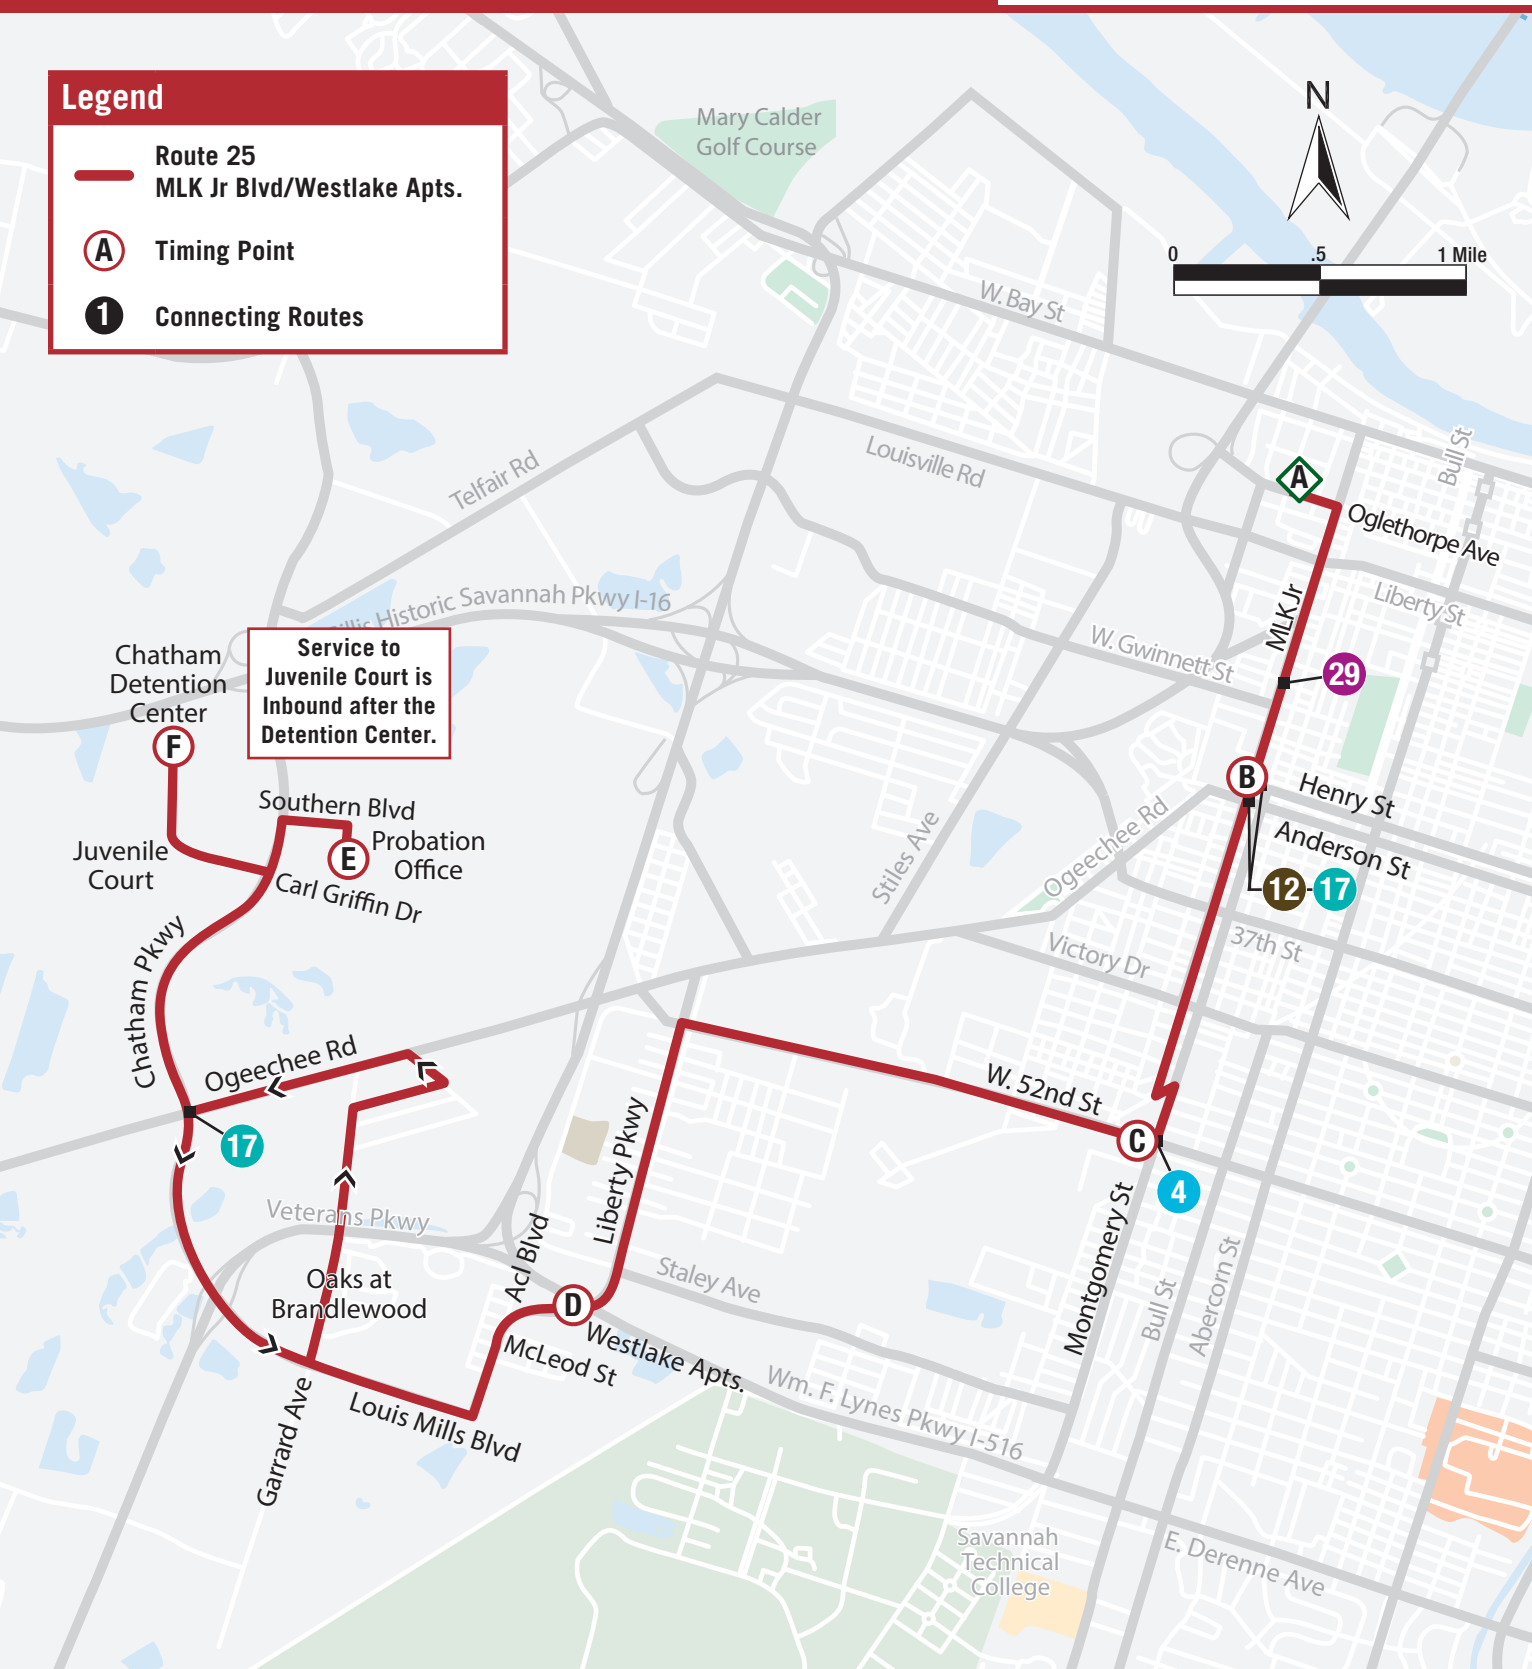 Legend
Route 25
MLK Jr Blvd/Westlake Apts.
A
Timing Point
1
Connecting Routes
Mary Calder
Golf Course
N
0 .5 1 Mile
W. Bay St
Bull St
Louisville Rd
Telfair Rd
A
Oglethorpe Ave
Liberty St
MLK Jr
Historic Savannah Pkwy I-16
W. Gwinnett St
29
Service to
Juvenile Court is
Inbound after the
Detention Center.
Chatham
Detention
Center
F
B
Henry St
Anderson St
12
17
Southern Blvd
Probation
Office
E
Juvenile
Court
Carl Griffin Dr
Stiles Ave
Ogeechee Rd
37th St
Victory Dr
Chatham Pkwy
Ogeechee Rd
17
W. 52nd St
C
4
Liberty Pkwy
Veterans Pkwy
Acl Blvd
Montgomery St
Bull St
Abercorn St
Staley Ave
Oaks at
Brandlewood
D
Westlake Apts.
McLeod St
Wm. F. Lynes Pkwy I-516
Louis Mills Blvd
Garrard Ave
Savannah
Technical
College
E. Derenne Ave